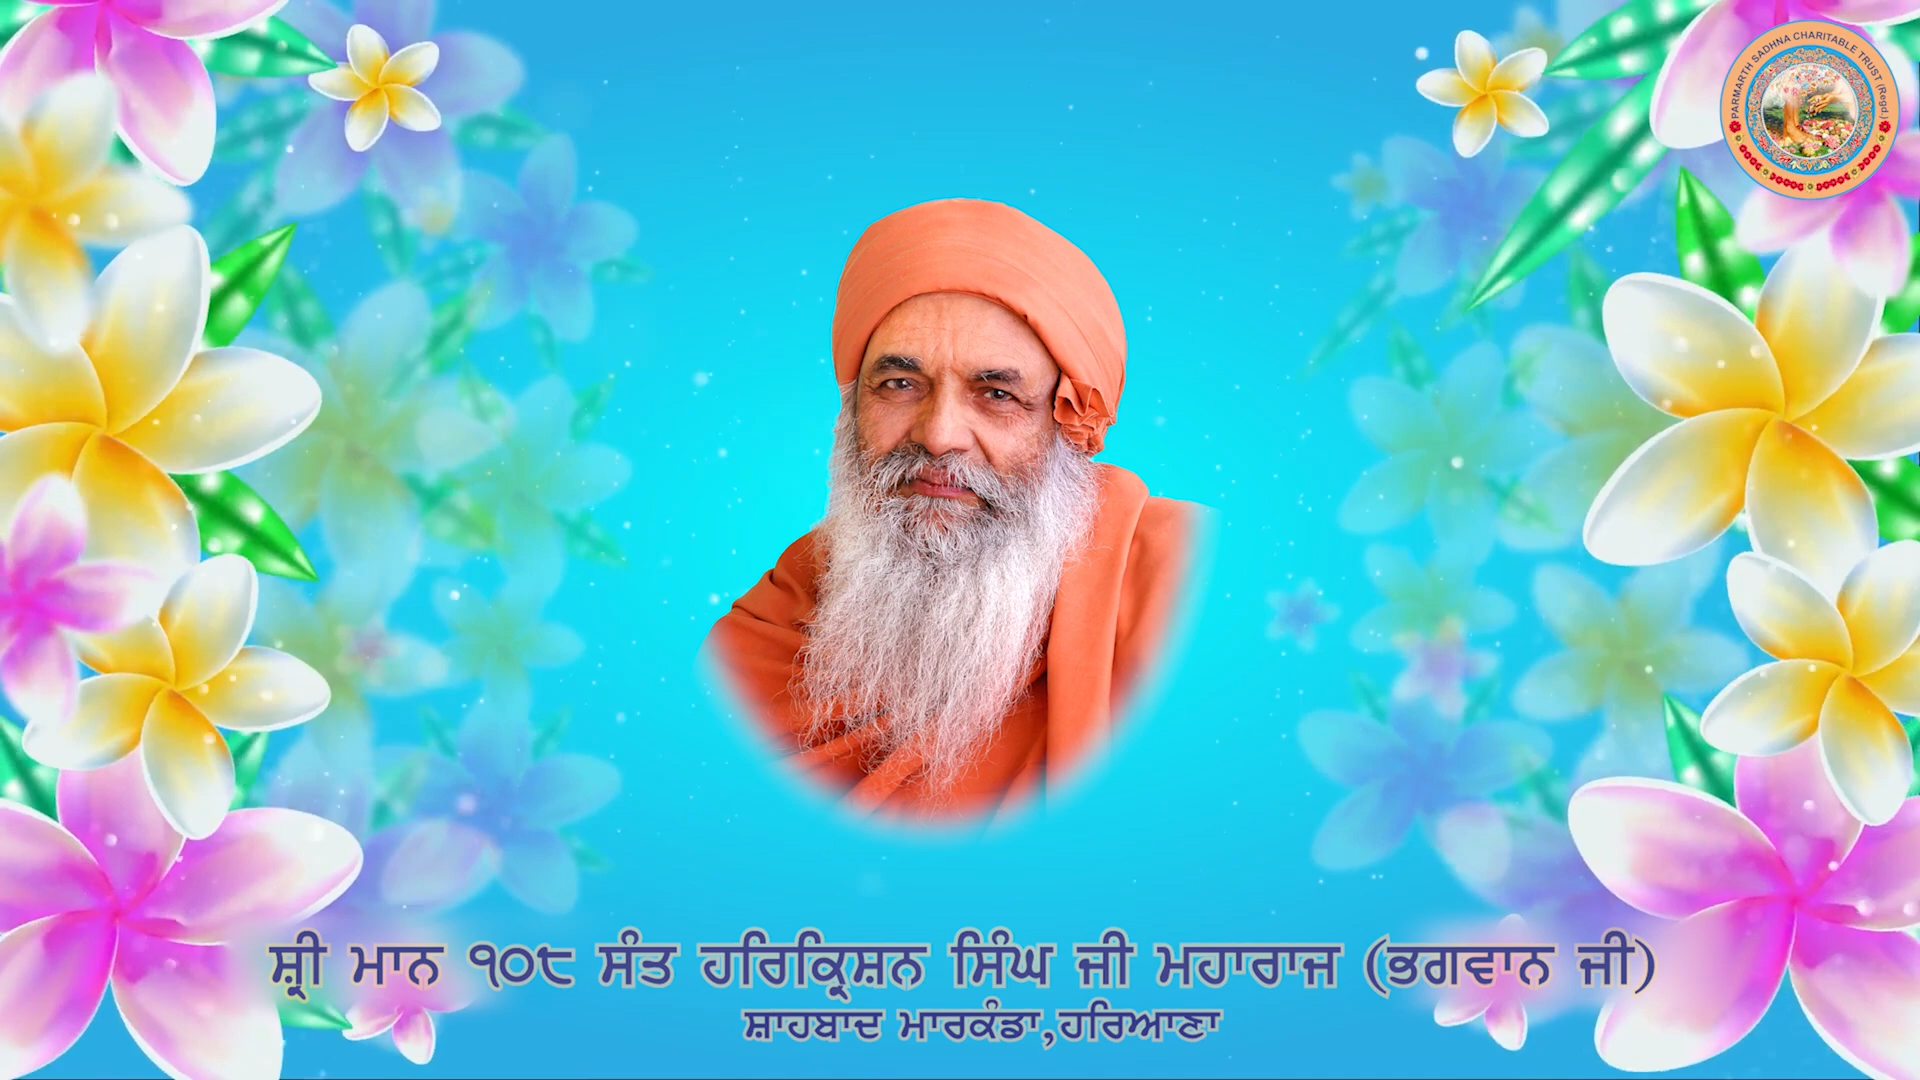 PARMARTH SADHNA CHARITABLE TRUST (Regd.)
ਸ਼੍ਰੀ ਮਾਨ ੧੦੮ ਸੰਤ ਹਰਿਕ੍ਰਿਸ਼ਨ ਸਿੰਘ ਜੀ ਮਹਾਰਾਜ (ਭਗਵਾਨ ਜੀ)
ਸ਼ਾਹਬਾਦ ਮਾਰਕੰਡਾ,ਹਰਿਆਣਾ